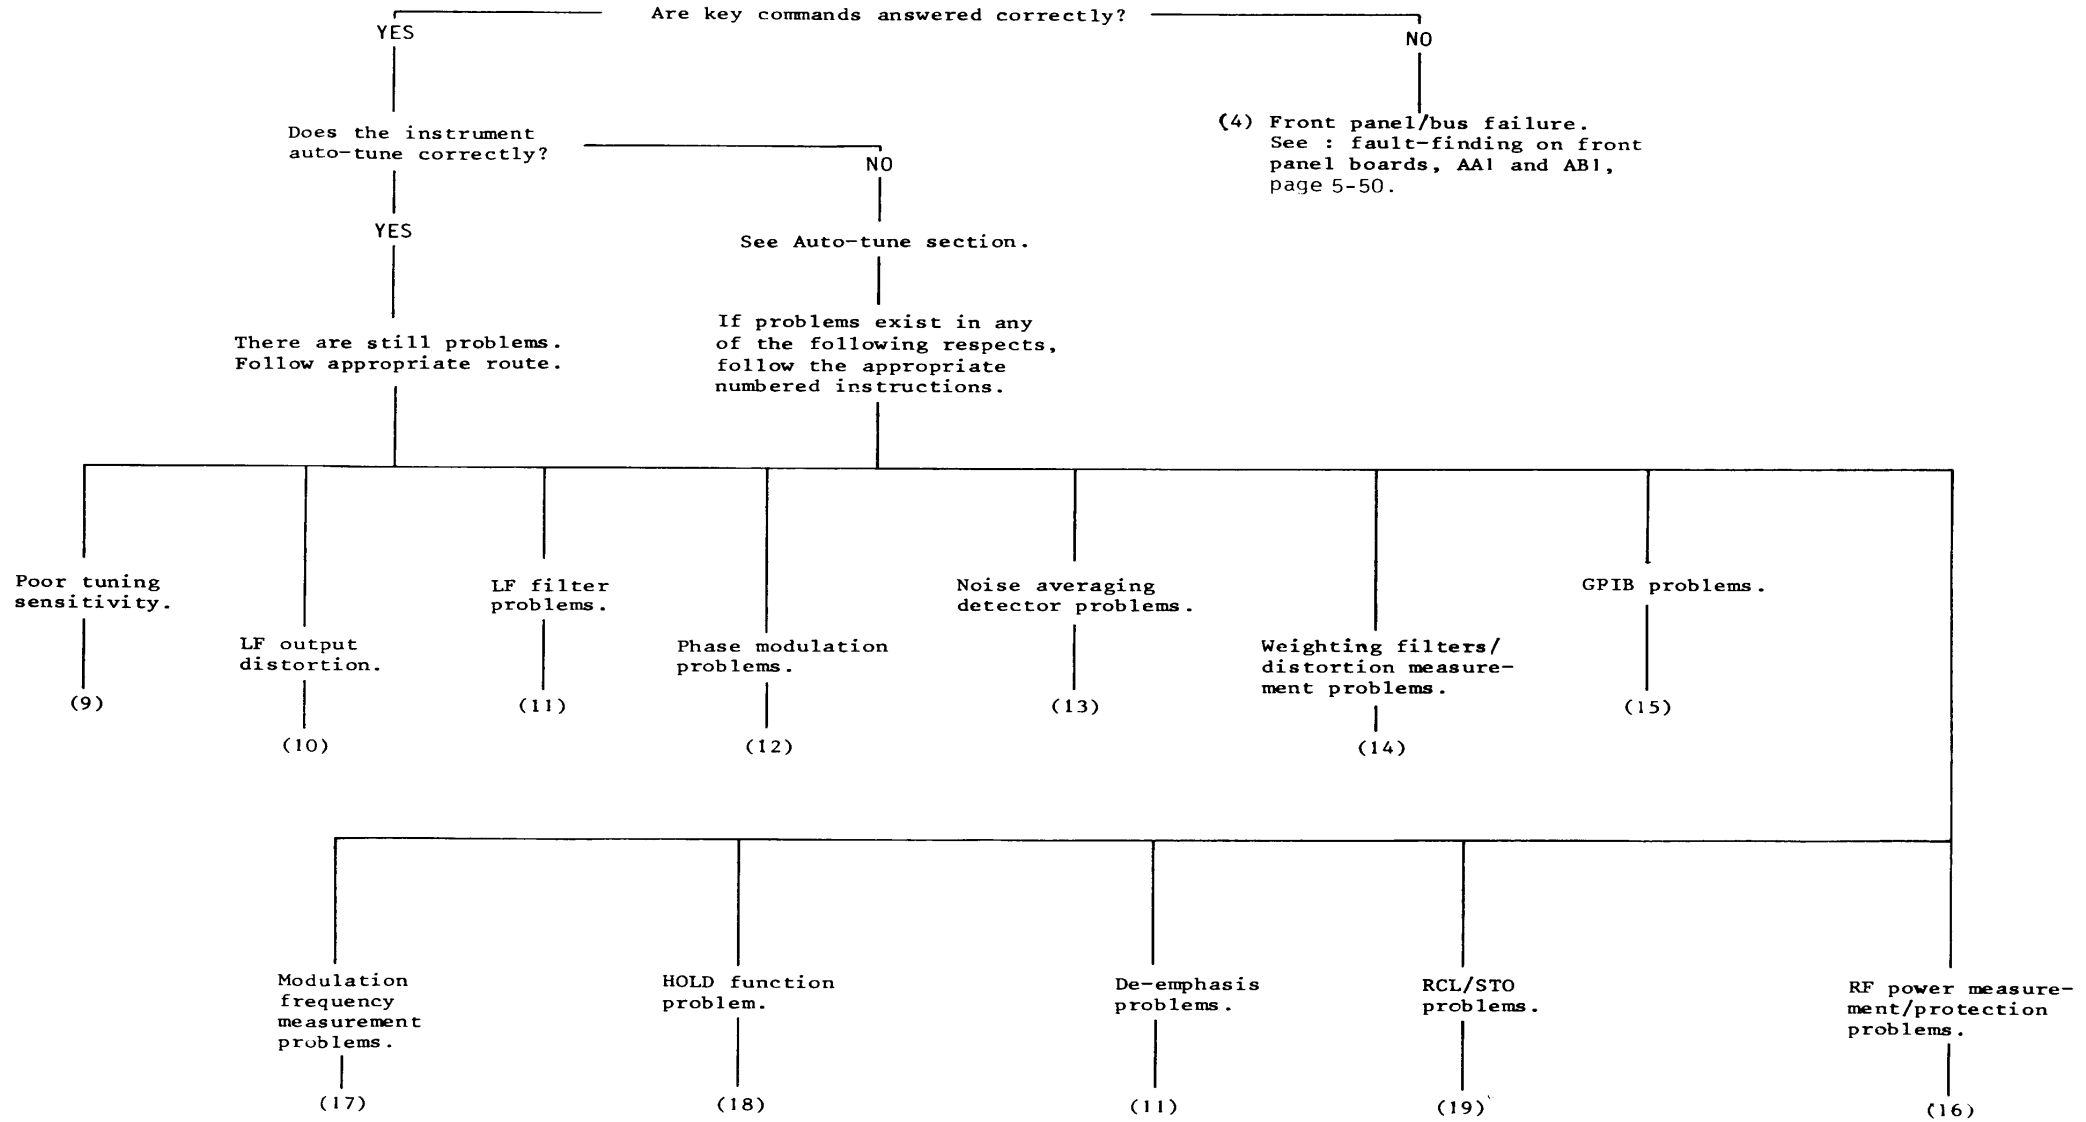 Are key commands answered correctly?
YES
NO
Does the instrument
auto-tune correctly?
NO
(4) Front panel/bus failure.
See : fault-finding on front
panel boards, AA1 and AB1,
page 5-50.
YES
See Auto-tune section.
There are still problems.
Follow appropriate route.
If problems exist in any
of the following respects,
follow the appropriate
numbered instructions.
Poor tuning
sensitivity.
(9)
LF output
distortion.
(10)
LF filter
problems.
(11)
Phase modulation
problems.
(12)
Noise averaging
detector problems.
(13)
Weighting filters/
distortion measure-
ment problems.
(14)
GPIB problems.
(15)
Modulation
frequency
measurement
problems.
(17)
HOLD function
problem.
(18)
De-emphasis
problems.
(11)
RCL/STO
problems.
(19)
RF power measure-
ment/protection
problems.
(16)